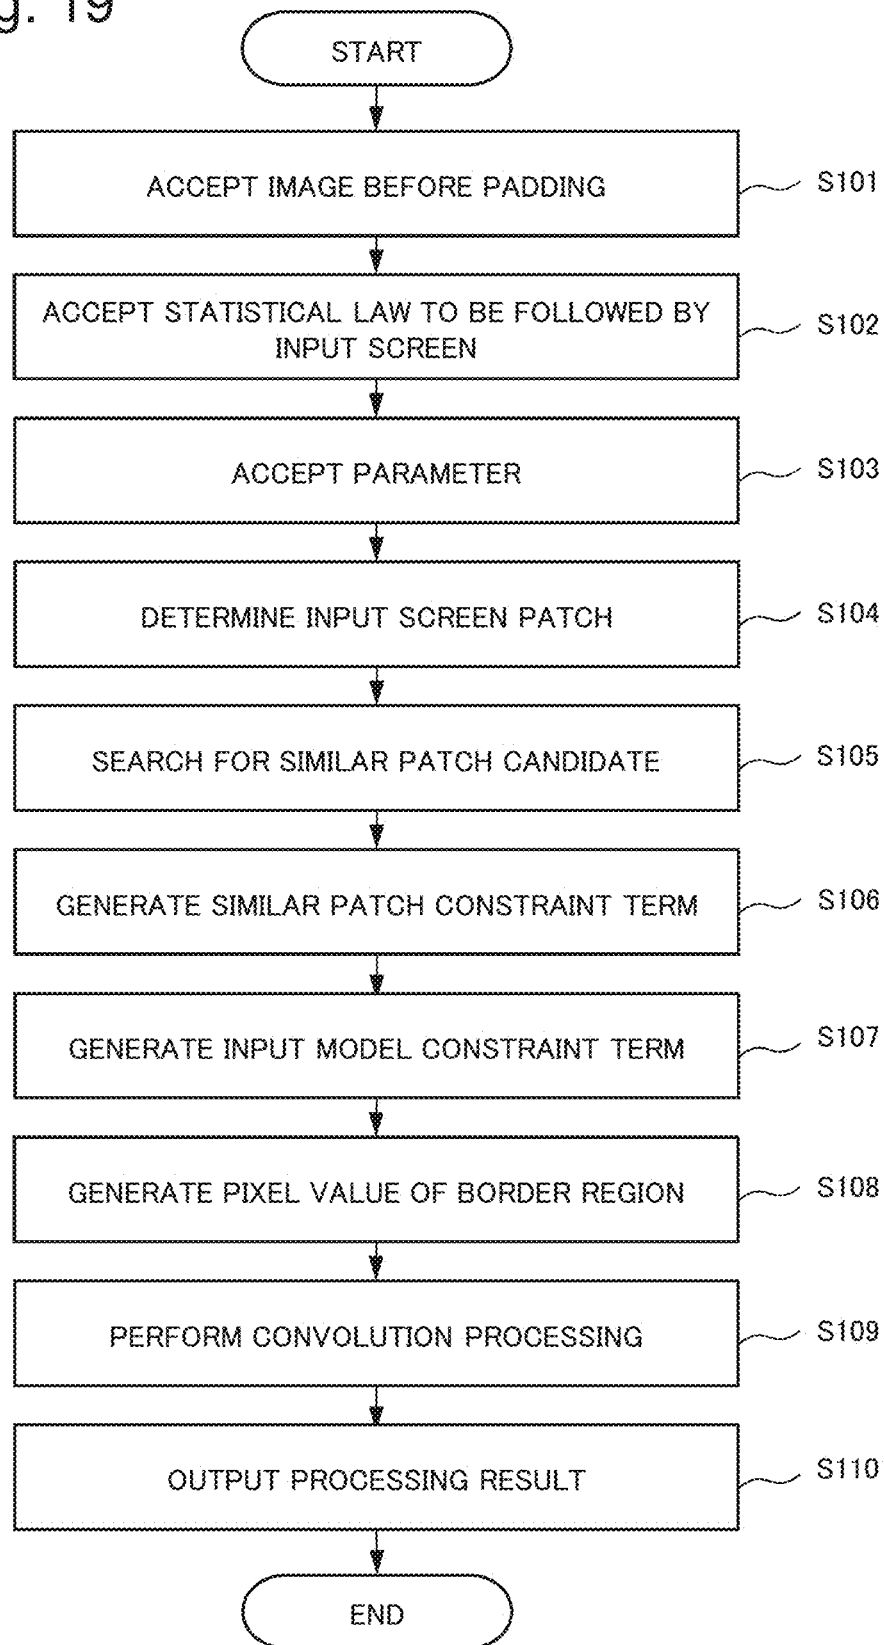 g. 19
START
ACCEPT IMAGE BEFORE PADDING
S101
ACCEPT STATISTICAL LAW TO BE FOLLOWED BY
INPUT SCREEN
S102
ACCEPT PARAMETER
S103
DETERMINE INPUT SCREEN PATCH
S104
SEARCH FOR SIMILAR PATCH CANDIDATE
S105
GENERATE SIMILAR PATCH CONSTRAINT TERM
S106
GENERATE INPUT MODEL CONSTRAINT TERM
S107
GENERATE PIXEL VALUE OF BORDER REGION
S108
PERFORM CONVOLUTION PROCESSING
S109
OUTPUT PROCESSING RESULT
S110
END